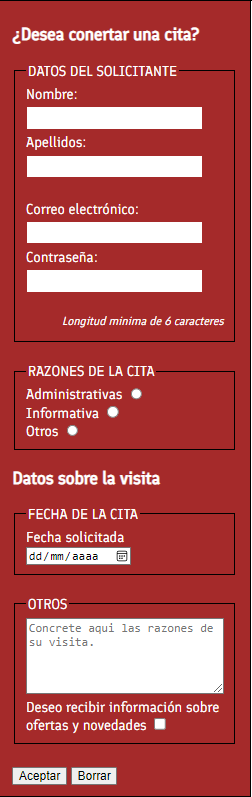 ¿Desea conertar una cita?
DATOS DEL SOLICITANTE
Nombre:
Apellidos:
Correo electrónico:
Contraseña:
Longitud minima de 6 caracteres
RAZONES DE LA CITA
Administrativas
Informativa
Otros
Datos sobre la visita
FECHA DE LA CITA
Fecha solicitada
dd/mm/aaaa
OTROS
Concrete aqui las razones de
su visita.
Deseo recibir información sobre
ofertas y novedades
Aceptar Borrar